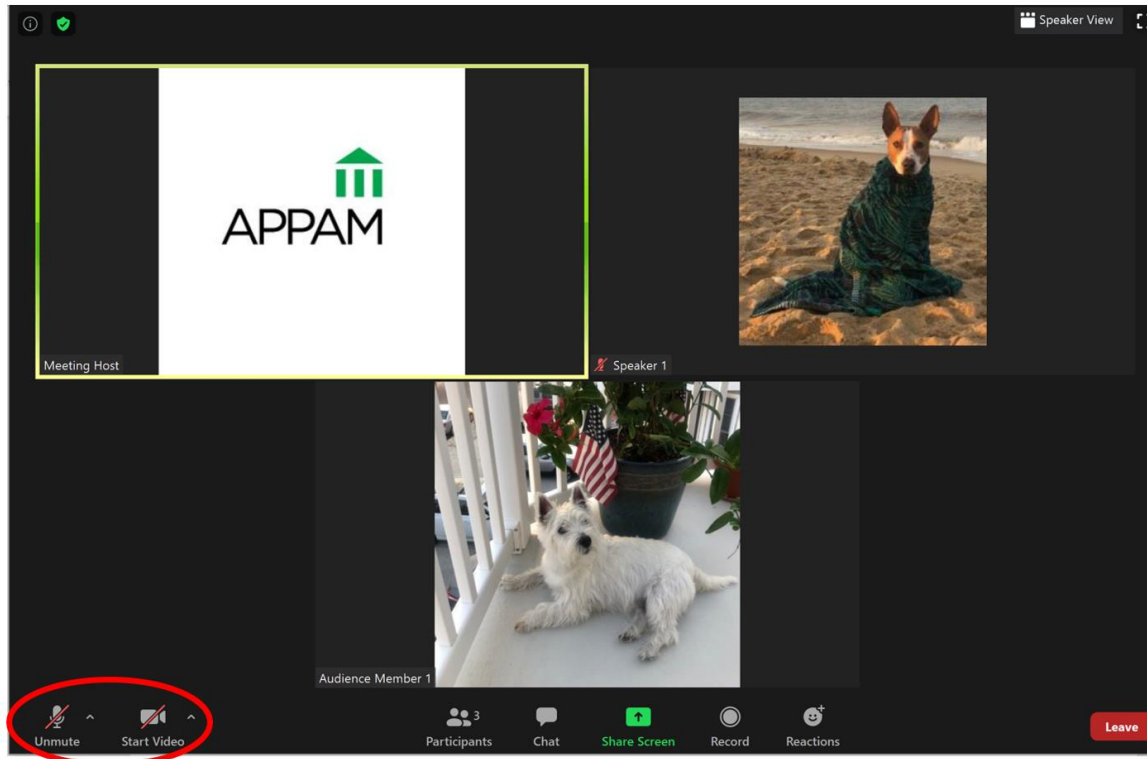 Speaker View
APPAM
Meeting Host
Speaker 1
Audience Member 1
Unmute
Start Video
Participants
3
Chat
Share Screen
Record
Reactions
Leave